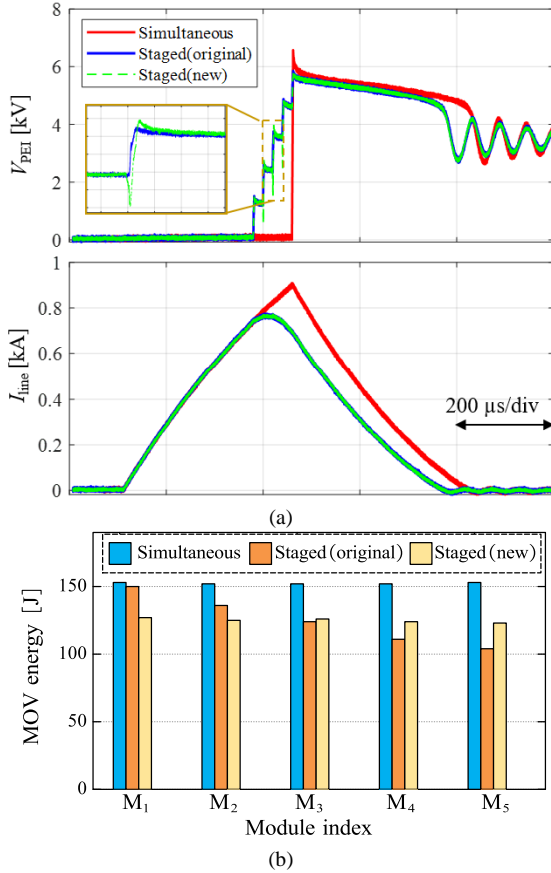 Simultaneous
Staged(original)
Staged(new)
V_PEI [kV]
8
6
4
2
0
I_line [kA]
1
0.8
0.6
0.4
0.2
0
200 μs/div
(a)
Simultaneous Staged(original) Staged(new)
MOV energy [J]
150
100
50
0
M₁ M₂ M₃ M₄ M₅
Module index
(b)